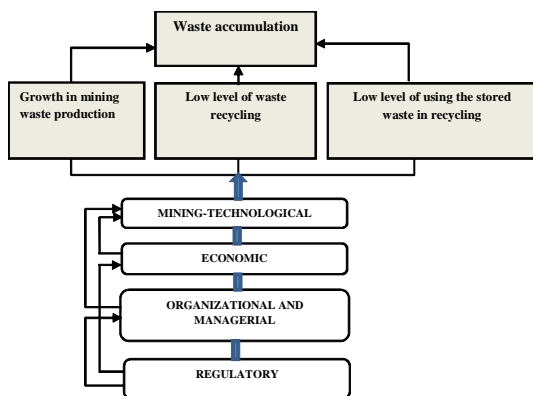 Waste accumulation
Growth in mining
waste production
Low level of waste
recycling
Low level of using the stored
waste in recycling
MINING-TECHNOLOGICAL
ECONOMIC
ORGANIZATIONAL AND
MANAGERIAL
REGULATORY